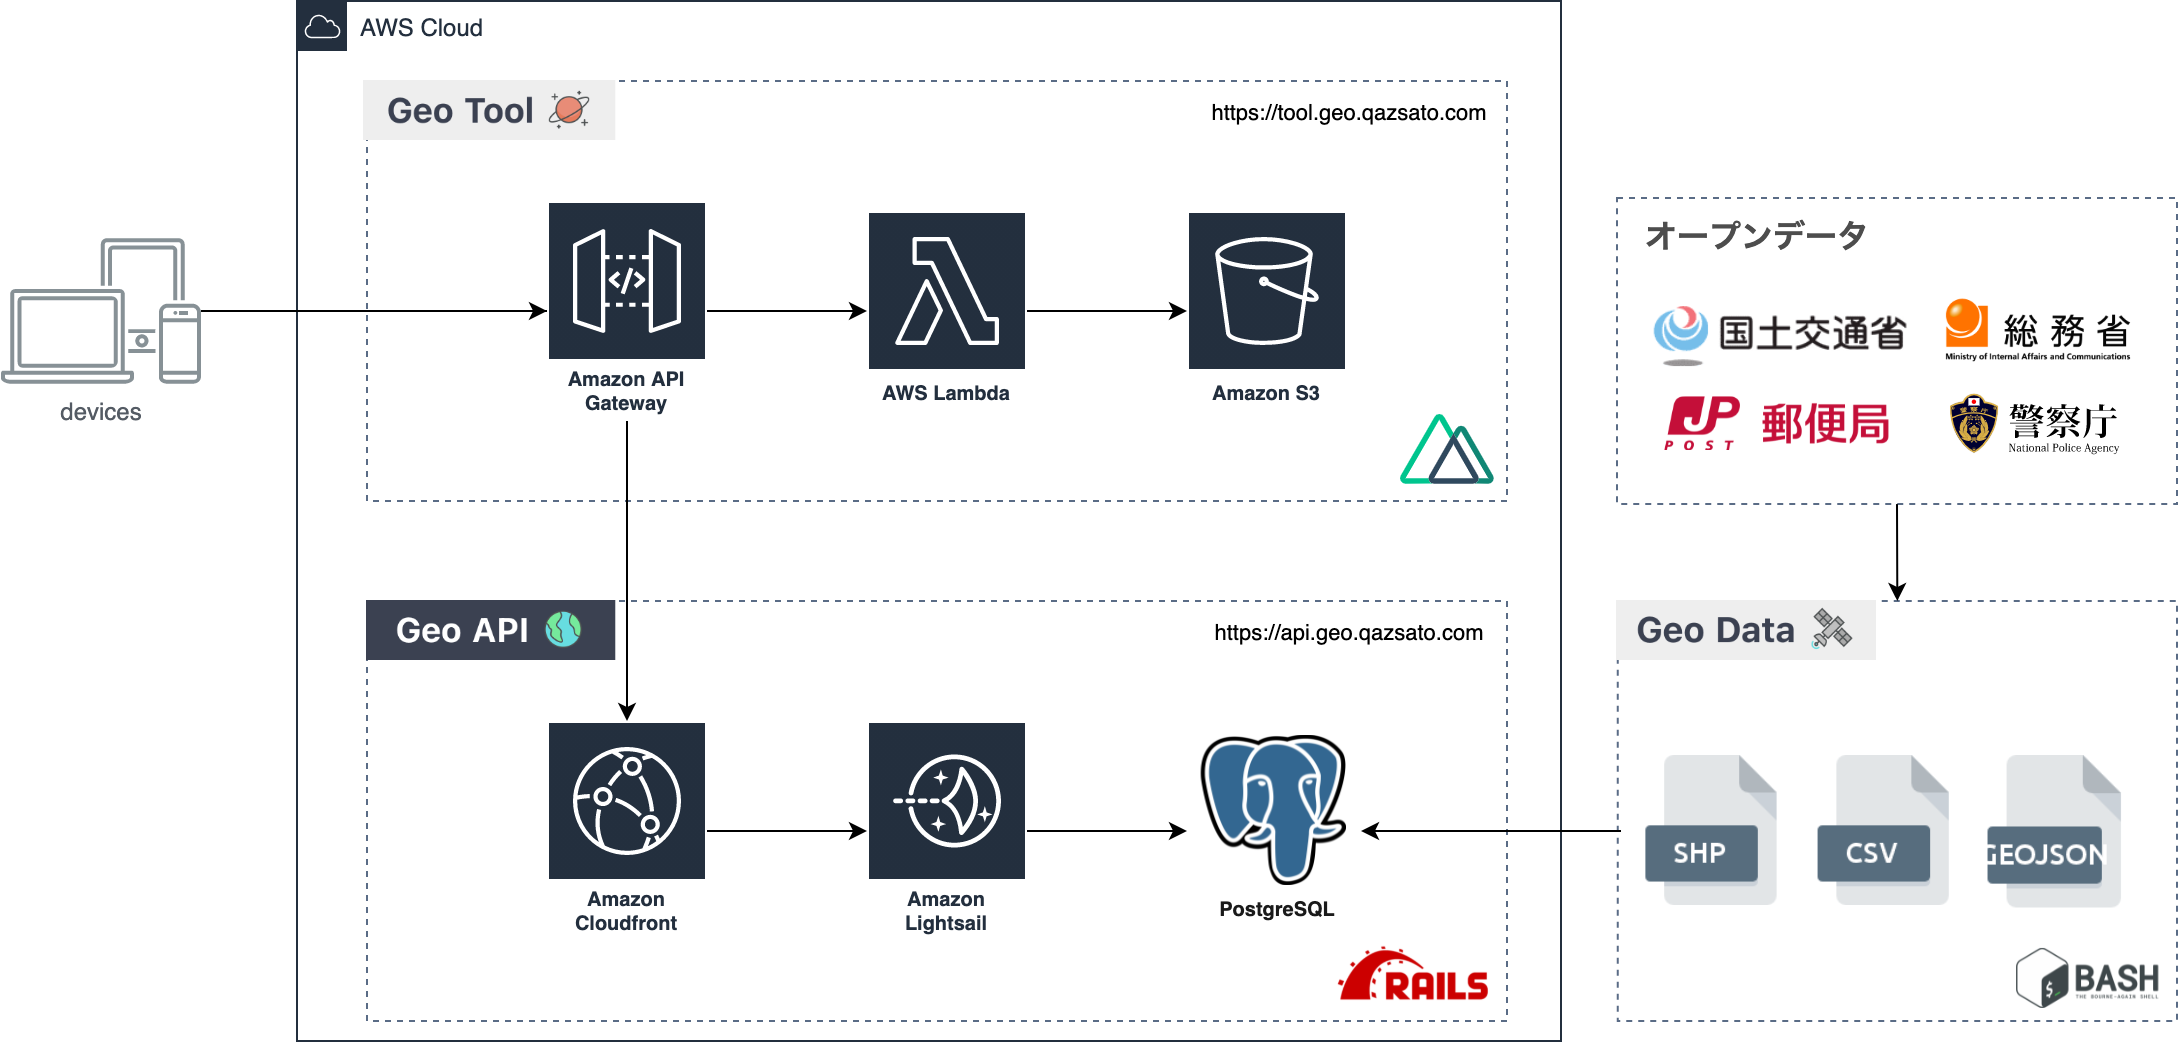 AWS Cloud
Geo Tool
https://tool.geo.qazsato.com
</>
Amazon API
Gateway
AWS Lambda
Amazon S3
devices
オープンデータ
国土交通省
総務省
Ministry of Internal Affairs and Communications
JP
POST
郵便局
警察庁
警察庁
National Police Agency
Geo API
https://api.geo.qazsato.com
Amazon
Cloudfront
Amazon
Lightsail
PostgreSQL
RAILS
Geo Data
SHP
CSV
GEOJSON
$
BASH
THE BOURNE-AGAIN SHELL